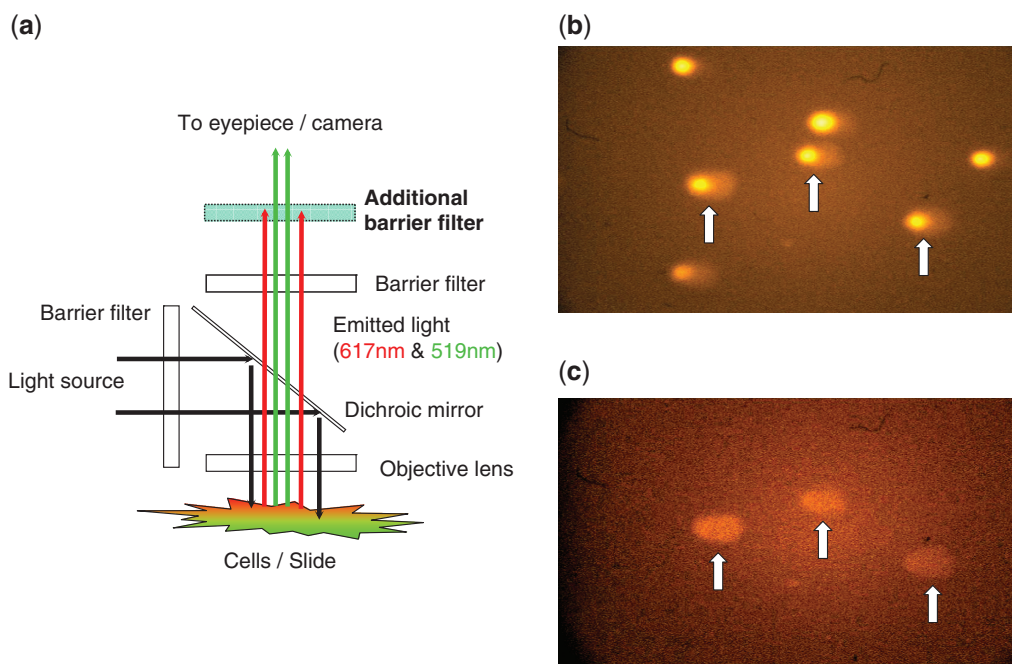 (a)
To eyepiece / camera
Additional
barrier filter
Barrier filter
Barrier filter
Emitted light
(617nm & 519nm)
Light source
Dichroic mirror
Objective lens
Cells / Slide
(b)
(c)